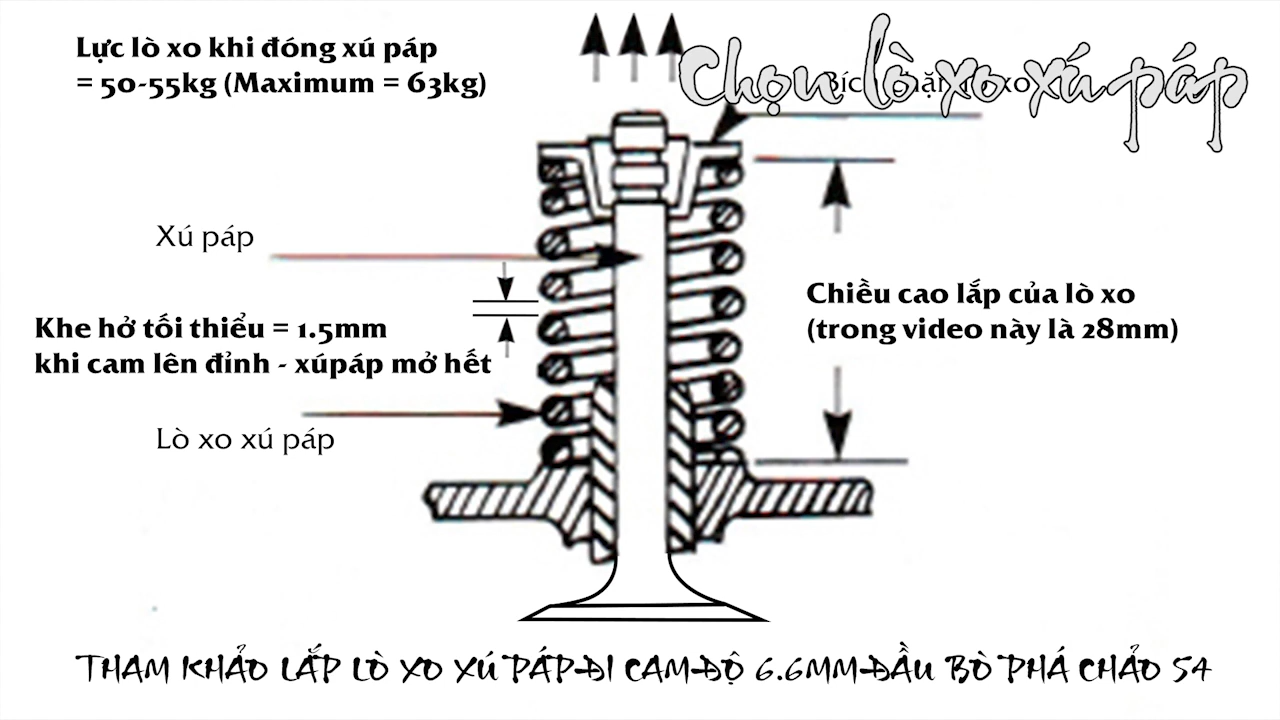 Lực lò xo khi đóng xú páp
= 50-55kg (Maximum = 63kg)
Chọn lò xo xú páp
Xú páp
Chiều cao lắp của lò xo
(trong video này là 28mm)
Khe hở tối thiểu = 1.5mm
khi cam lên đỉnh - xúpáp mở hết
Lò xo xú páp
THAM KHẢO LẮP LÒ XO XÚ PÁP ĐI CAM ĐỘ 6.6MM ĐẦU BÒ PHÁ CHẢO 54